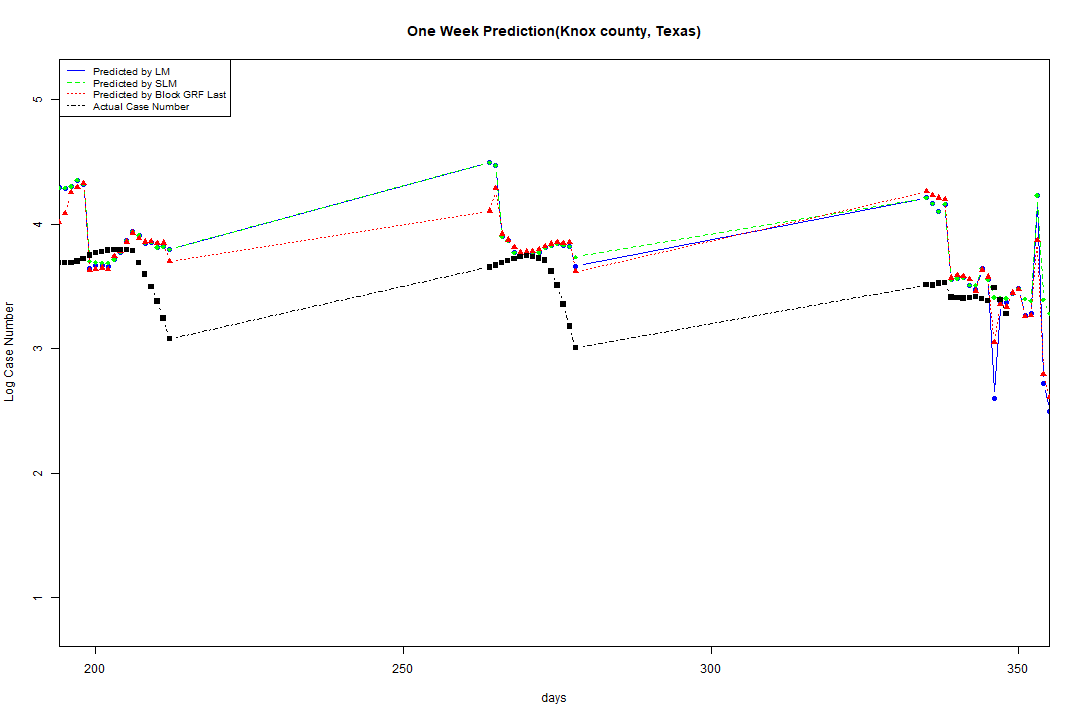 One Week Prediction(Knox county, Texas)
Predicted by LM
Predicted by SLM
Predicted by Block GRF Last
Actual Case Number
5
4
3
2
1
Log Case Number
200 250 300 350
days